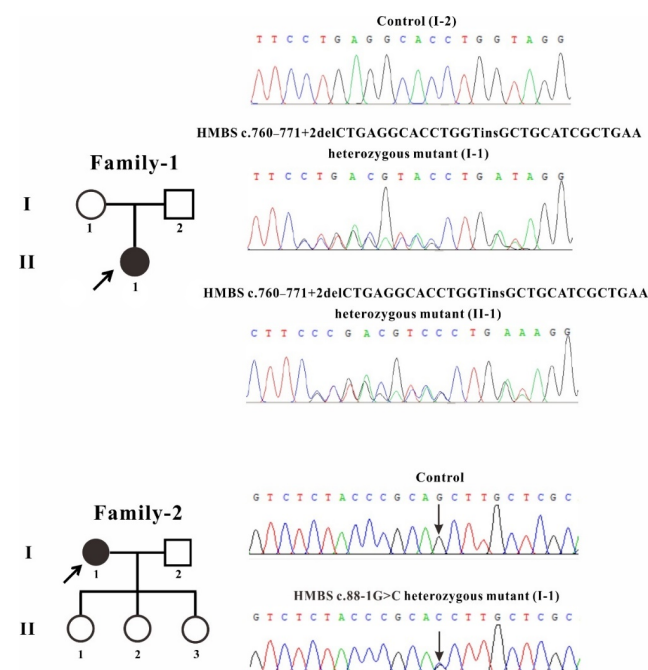 Control (I-2)
T T C C T G A G G C A C C T G G T A G G
HMBS c.760–771+2delCTGAGGCACCTGGTinsGCTGCATCGCTGAA
heterozygous mutant (I-1)
T T C C T G A C G T A C C T G A T A G G
Family-1
I
1
2
II
1
HMBS c.760–771+2delCTGAGGCACCTGGTinsGCTGCATCGCTGAA
heterozygous mutant (II-1)
C T T C C C G A C G T C C C T G A A A G G
Control
G T C T C T A C C C G C A G C T T G C T C G C
Family-2
I
1
2
HMBS c.88-1G>C heterozygous mutant (I-1)
G T C T C T A C C C G C A C C T T G C T C G C
II
1
2
3